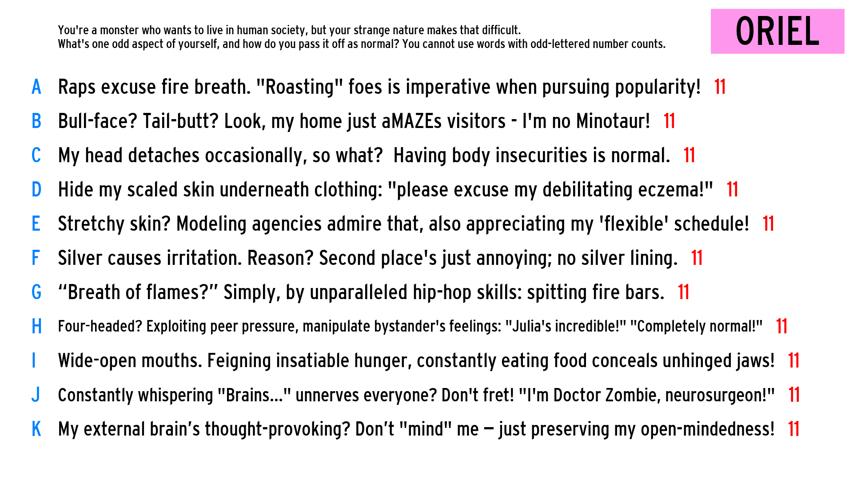 You're a monster who wants to live in human society, but your strange nature makes that difficult.
What's one odd aspect of yourself, and how do you pass it off as normal? You cannot use words with odd-lettered number counts.
ORIEL
A Raps excuse fire breath. "Roasting" foes is imperative when pursuing popularity! 11
B Bull-face? Tail-butt? Look, my home just aMAZEs visitors - I'm no Minotaur! 11
C My head detaches occasionally, so what?  Having body insecurities is normal. 11
D Hide my scaled skin underneath clothing: "please excuse my debilitating eczema!" 11
E Stretchy skin? Modeling agencies admire that, also appreciating my 'flexible' schedule! 11
F Silver causes irritation. Reason? Second place's just annoying; no silver lining. 11
G “Breath of flames?” Simply, by unparalleled hip-hop skills: spitting fire bars. 11
H Four-headed? Exploiting peer pressure, manipulate bystander's feelings: "Julia's incredible!" "Completely normal!" 11
I Wide-open mouths. Feigning insatiable hunger, constantly eating food conceals unhinged jaws! 11
J Constantly whispering "Brains..." unnerves everyone? Don't fret! "I'm Doctor Zombie, neurosurgeon!" 11
K My external brain’s thought-provoking? Don’t "mind" me – just preserving my open-mindedness! 11